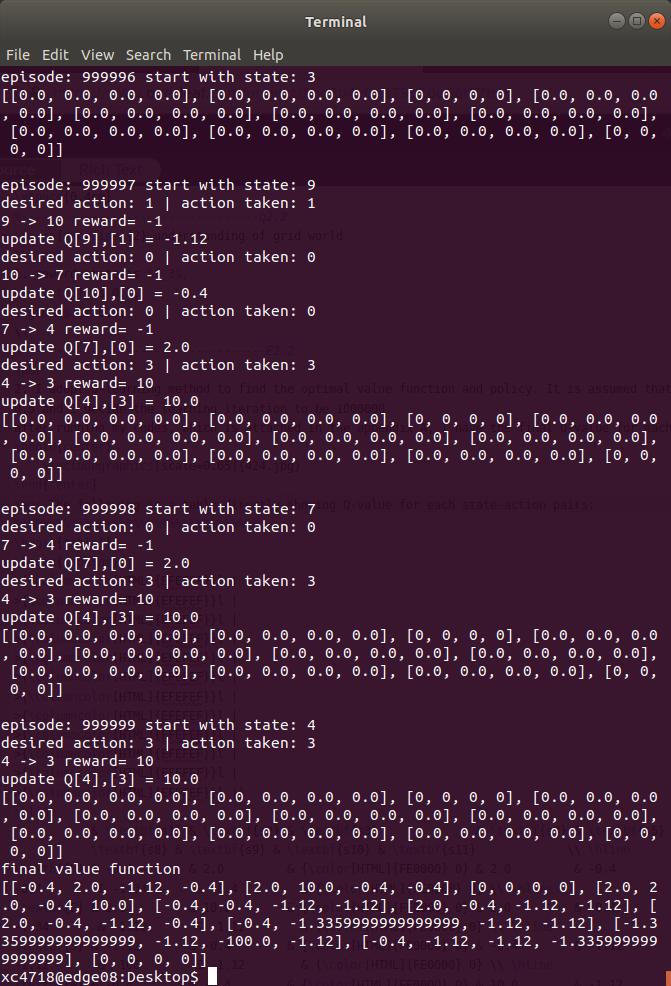 Terminal
File Edit View Search Terminal Help
episode: 999996 start with state: 3
[[0.0, 0.0, 0.0, 0.0], [0.0, 0.0, 0.0, 0.0], [0, 0, 0, 0], [0.0, 0.0, 0.0
, 0.0], [0.0, 0.0, 0.0, 0.0], [0.0, 0.0, 0.0, 0.0], [0.0, 0.0, 0.0, 0.0],
[0.0, 0.0, 0.0, 0.0], [0.0, 0.0, 0.0, 0.0], [0.0, 0.0, 0.0, 0.0], [0, 0,
0, 0]]
Rich Text
episode: 999997 start with state: 9
desired action: 1 | action taken: 1
9 -> 10 reward= -1
update Q[9],[1] = -1.12
desired action: 0 | action taken: 0
10 -> 7 reward= -1
update Q[10],[0] = -0.4
desired action: 0 | action taken: 0
7 -> 4 reward= -1
update Q[7],[0] = 2.0
desired action: 3 | action taken: 3
4 -> 3 reward= 10
update Q[4],[3] = 10.0
[[0.0, 0.0, 0.0, 0.0], [0.0, 0.0, 0.0, 0.0], [0, 0, 0, 0], [0.0, 0.0, 0.0
, 0.0], [0.0, 0.0, 0.0, 0.0], [0.0, 0.0, 0.0, 0.0], [0.0, 0.0, 0.0, 0.0],
[0.0, 0.0, 0.0, 0.0], [0.0, 0.0, 0.0, 0.0], [0.0, 0.0, 0.0, 0.0], [0, 0,
0, 0]]
episode: 999998 start with state: 7
desired action: 0 | action taken: 0
7 -> 4 reward= -1
update Q[7],[0] = 2.0
desired action: 3 | action taken: 3
4 -> 3 reward= 10
update Q[4],[3] = 10.0
[[0.0, 0.0, 0.0, 0.0], [0.0, 0.0, 0.0, 0.0], [0, 0, 0, 0], [0.0, 0.0, 0.0
, 0.0], [0.0, 0.0, 0.0, 0.0], [0.0, 0.0, 0.0, 0.0], [0.0, 0.0, 0.0, 0.0],
[0.0, 0.0, 0.0, 0.0], [0.0, 0.0, 0.0, 0.0], [0.0, 0.0, 0.0, 0.0], [0, 0,
0, 0]]
episode: 999999 start with state: 4
desired action: 3 | action taken: 3
4 -> 3 reward= 10
update Q[4],[3] = 10.0
[[0.0, 0.0, 0.0, 0.0], [0.0, 0.0, 0.0, 0.0], [0, 0, 0, 0], [0.0, 0.0, 0.0
, 0.0], [0.0, 0.0, 0.0, 0.0], [0.0, 0.0, 0.0, 0.0], [0.0, 0.0, 0.0, 0.0],
[0.0, 0.0, 0.0, 0.0], [0.0, 0.0, 0.0, 0.0], [0.0, 0.0, 0.0, 0.0], [0, 0,
0, 0]]
final value function
[[-0.4, 2.0, -1.12, -0.4], [2.0, 10.0, -0.4, -0.4], [0, 0, 0, 0], [2.0, 2
.0, -0.4, 10.0], [-0.4, -0.4, -1.12, -1.12], [2.0, -0.4, -1.12, -1.12], [
2.0, -0.4, -1.12, -0.4], [-0.4, -1.3359999999999999, -1.12, -1.12], [-1.3
359999999999999, -1.12, -100.0, -1.12], [-0.4, -1.12, -1.12, -1.335999999
9999999], [0, 0, 0, 0]]
xc4718@edge08:Desktop$